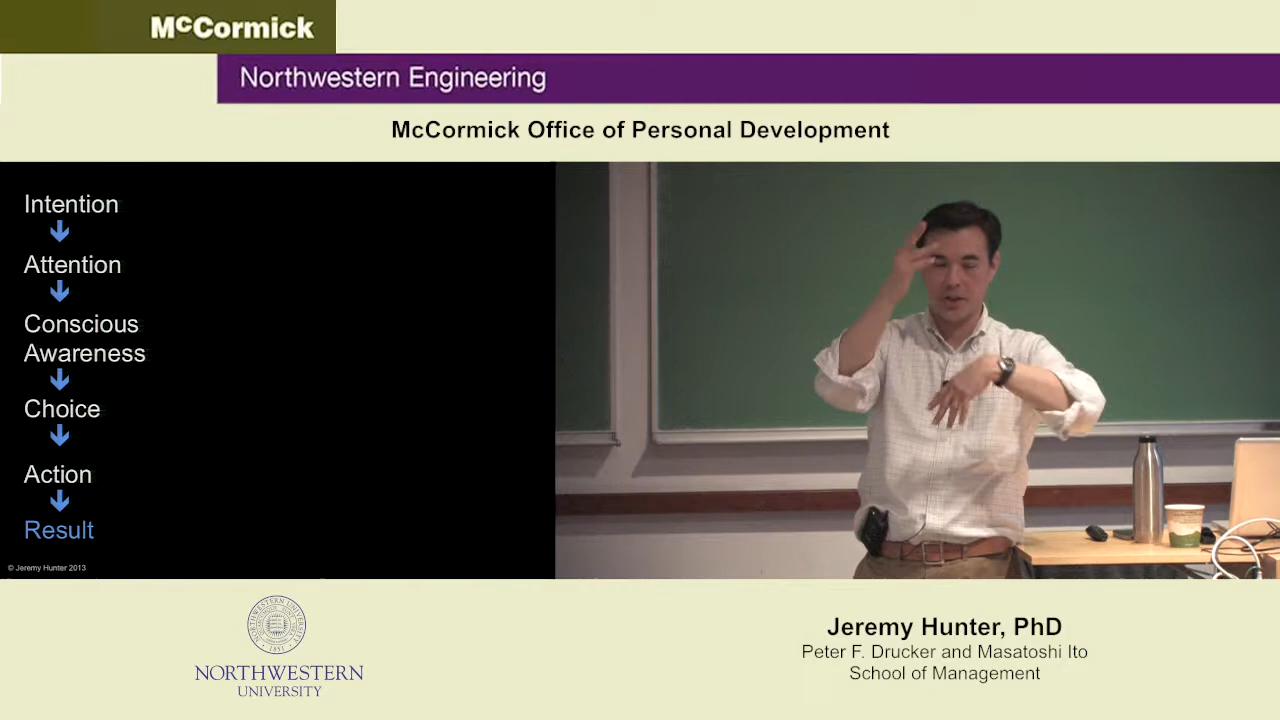 McCormick
Northwestern Engineering
McCormick Office of Personal Development
Intention
Attention
Conscious
Awareness
Choice
Action
Result
© Jeremy Hunter 2013
NORTHWESTERN
UNIVERSITY
Jeremy Hunter, PhD
Peter F. Drucker and Masatoshi Ito
School of Management